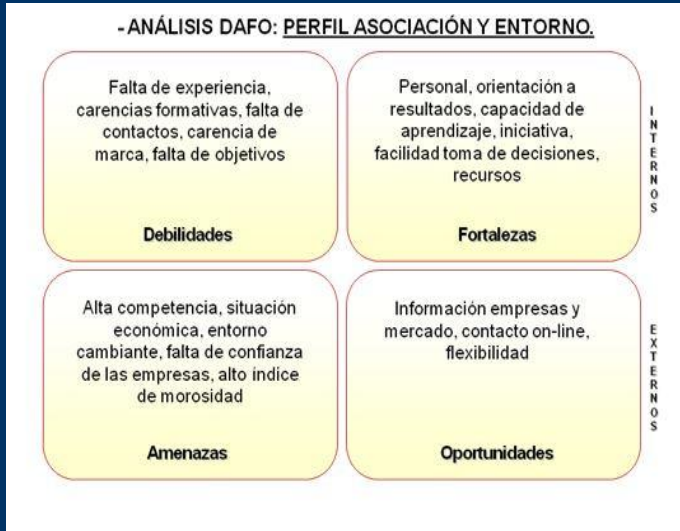 - ANÁLISIS DAFO: PERFIL ASOCIACIÓN Y ENTORNO.
Falta de experiencia,
carencias formativas, falta de
contactos, carencia de
marca, falta de objetivos
Debilidades
Personal, orientación a
resultados, capacidad de
aprendizaje, iniciativa,
facilidad toma de decisiones,
recursos
Fortalezas
INTERNOS
Alta competencia, situación
económica, entorno
cambiante, falta de confianza
de las empresas, alto índice
de morosidad
Amenazas
Información empresas y
mercado, contacto on-line,
flexibilidad
Oportunidades
EXTERNOS